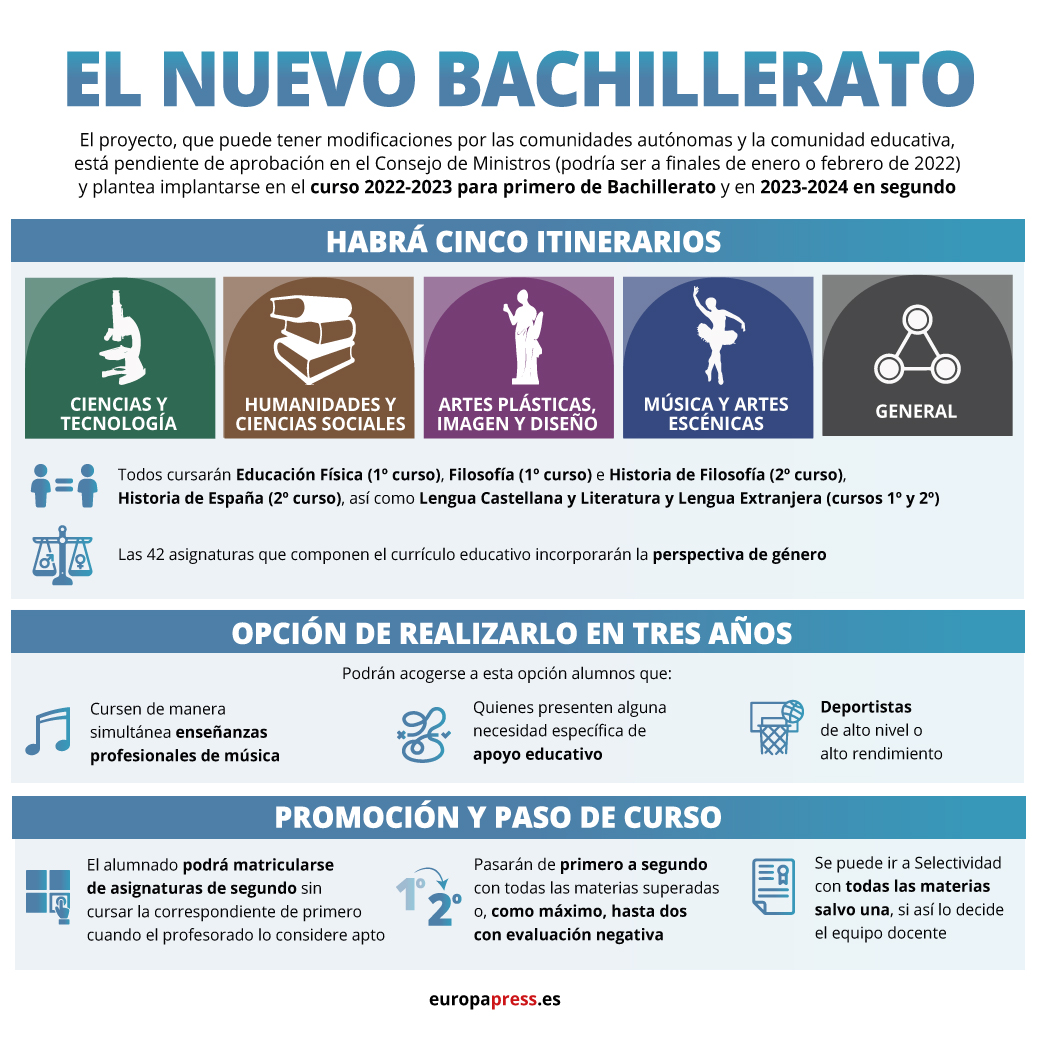 EL NUEVO BACHILLERATO
El proyecto, que puede tener modificaciones por las comunidades autónomas y la comunidad educativa,
está pendiente de aprobación en el Consejo de Ministros (podría ser a finales de enero o febrero de 2022)
y plantea implantarse en el curso 2022-2023 para primero de Bachillerato y en 2023-2024 en segundo
HABRÁ CINCO ITINERARIOS
CIENCIAS Y
TECNOLOGÍA
HUMANIDADES Y
CIENCIAS SOCIALES
ARTES PLÁSTICAS,
IMAGEN Y DISEÑO
MÚSICA Y ARTES
ESCÉNICAS
GENERAL
Todos cursarán Educación Física (1º curso), Filosofía (1º curso) e Historia de Filosofía (2º curso),
Historia de España (2º curso), así como Lengua Castellana y Literatura y Lengua Extranjera (cursos 1º y 2º)
Las 42 asignaturas que componen el currículo educativo incorporarán la perspectiva de género
OPCIÓN DE REALIZARLO EN TRES AÑOS
Podrán acogerse a esta opción alumnos que:
Cursen de manera
simultánea enseñanzas
profesionales de música
Quienes presenten alguna
necesidad específica de
apoyo educativo
Deportistas
de alto nivel o
alto rendimiento
PROMOCIÓN Y PASO DE CURSO
El alumnado podrá matricularse
de asignaturas de segundo sin
cursar la correspondiente de primero
cuando el profesorado lo considere apto
1º
2º
Pasarán de primero a segundo
con todas las materias superadas
o, como máximo, hasta dos
con evaluación negativa
Se puede ir a Selectividad
con todas las materias
salvo una, si así lo decide
el equipo docente
europapress.es